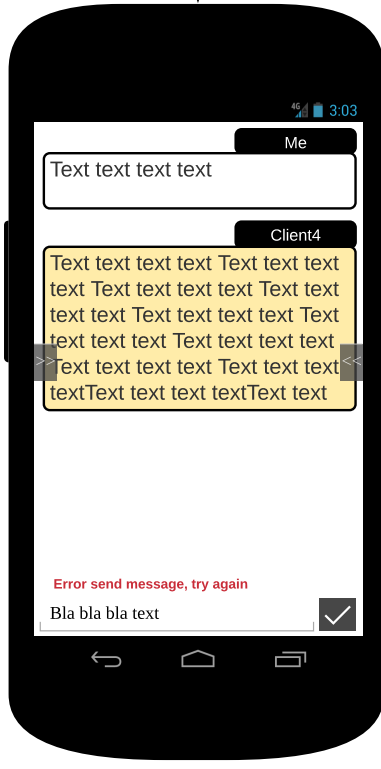 4G 3:03
Me
Text text text text
Client4
Text text text text Text text text
text Text text text text Text text
text text Text text text text Text
text text text Text text text text
Text text text text Text text text
textText text text textText text
>> <<
Error send message, try again
Bla bla bla text